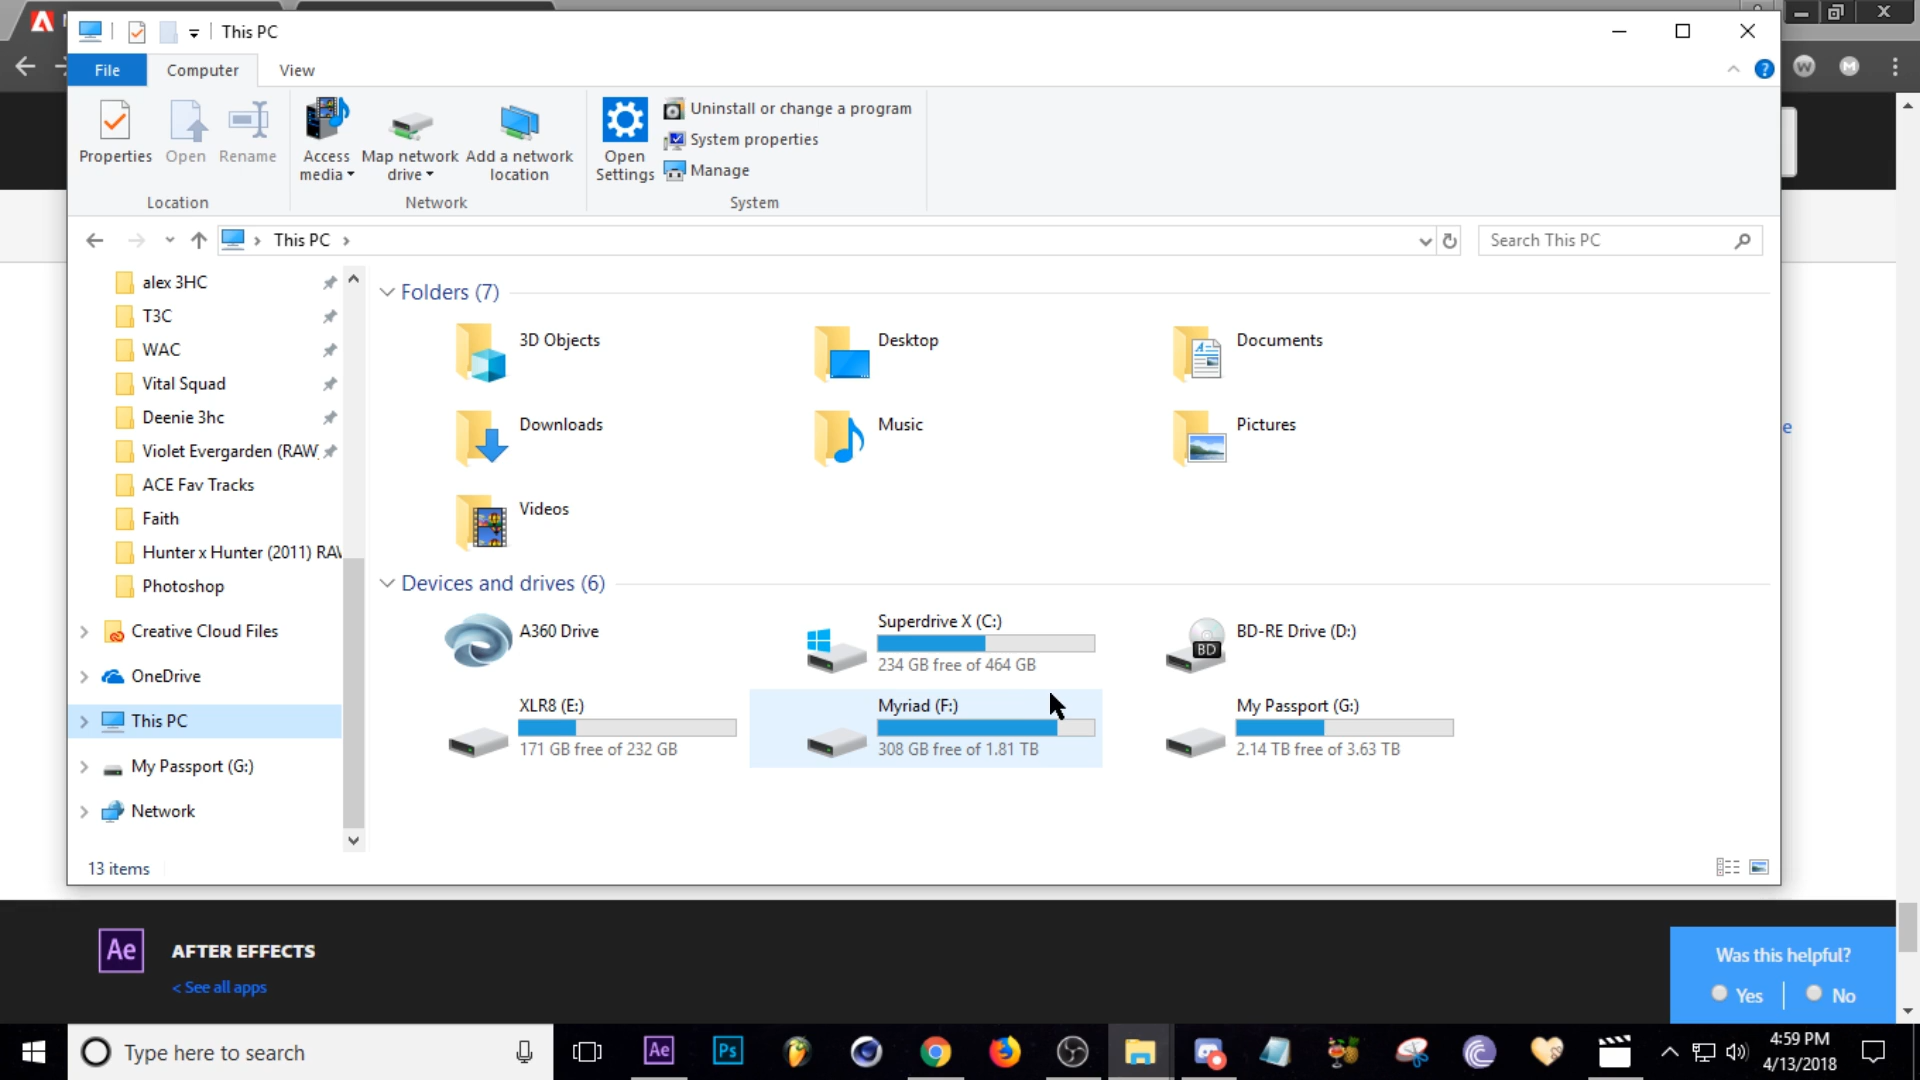 This PC
File
Computer
View
Properties
Open
Rename
Access media
Map network drive
Add a network location
Open Settings
Uninstall or change a program
System properties
Manage
Location
Network
System
This PC
Search This PC
alex 3HC
T3C
WAC
Vital Squad
Deenie 3hc
Violet Evergarden (RAW
ACE Fav Tracks
Faith
Hunter x Hunter (2011) RAW
Photoshop
Creative Cloud Files
OneDrive
This PC
My Passport (G:)
Network
Folders (7)
3D Objects
Desktop
Documents
Downloads
Music
Pictures
Videos
Devices and drives (6)
A360 Drive
Superdrive X (C:)
234 GB free of 464 GB
BD-RE Drive (D:)
BD
XLR8 (E:)
171 GB free of 232 GB
Myriad (F:)
308 GB free of 1.81 TB
My Passport (G:)
2.14 TB free of 3.63 TB
13 items
e
Ae
AFTER EFFECTS
< See all apps
Was this helpful?
Yes
No
Type here to search
Ae
Ps
W
M
4:59 PM
4/13/2018